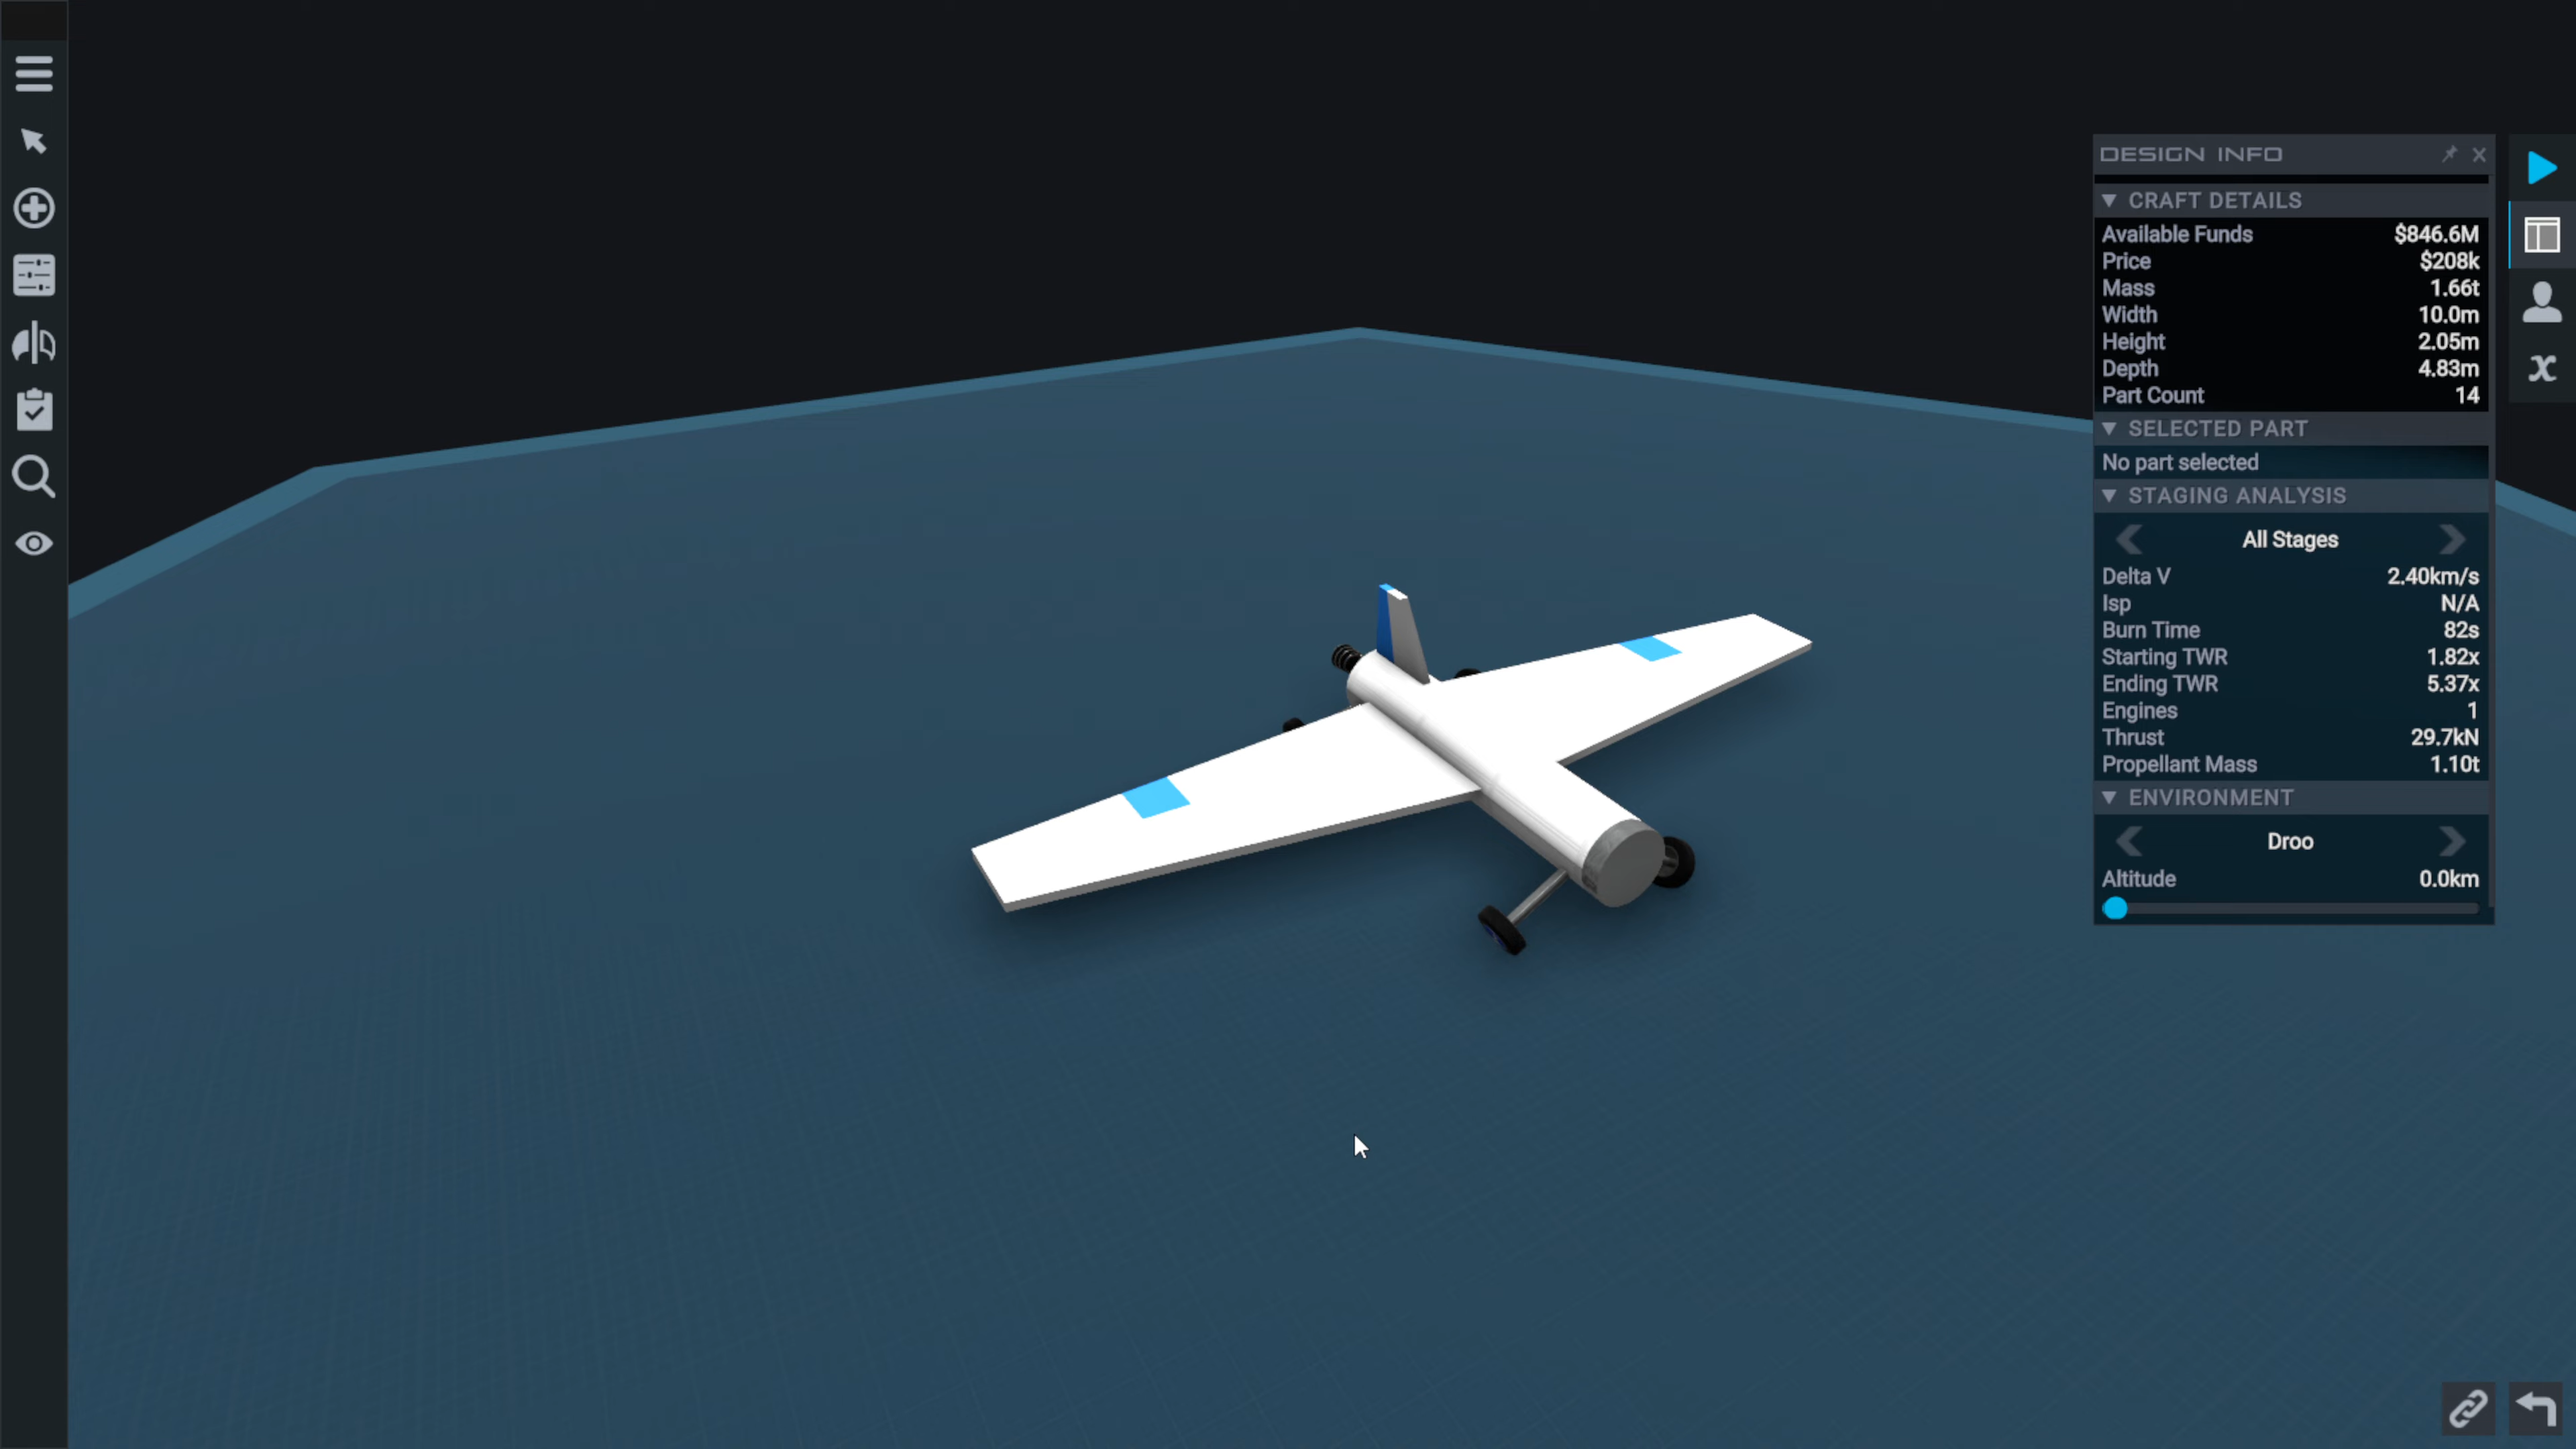 DESIGN INFO
CRAFT DETAILS
Available Funds $846.6M
Price $208k
Mass 1.66t
Width 10.0m
Height 2.05m
Depth 4.83m
Part Count 14
SELECTED PART
No part selected
STAGING ANALYSIS
All Stages
Delta V 2.40km/s
Isp N/A
Burn Time 82s
Starting TWR 1.82x
Ending TWR 5.37x
Engines 1
Thrust 29.7kN
Propellant Mass 1.10t
ENVIRONMENT
Droo
Altitude 0.0km